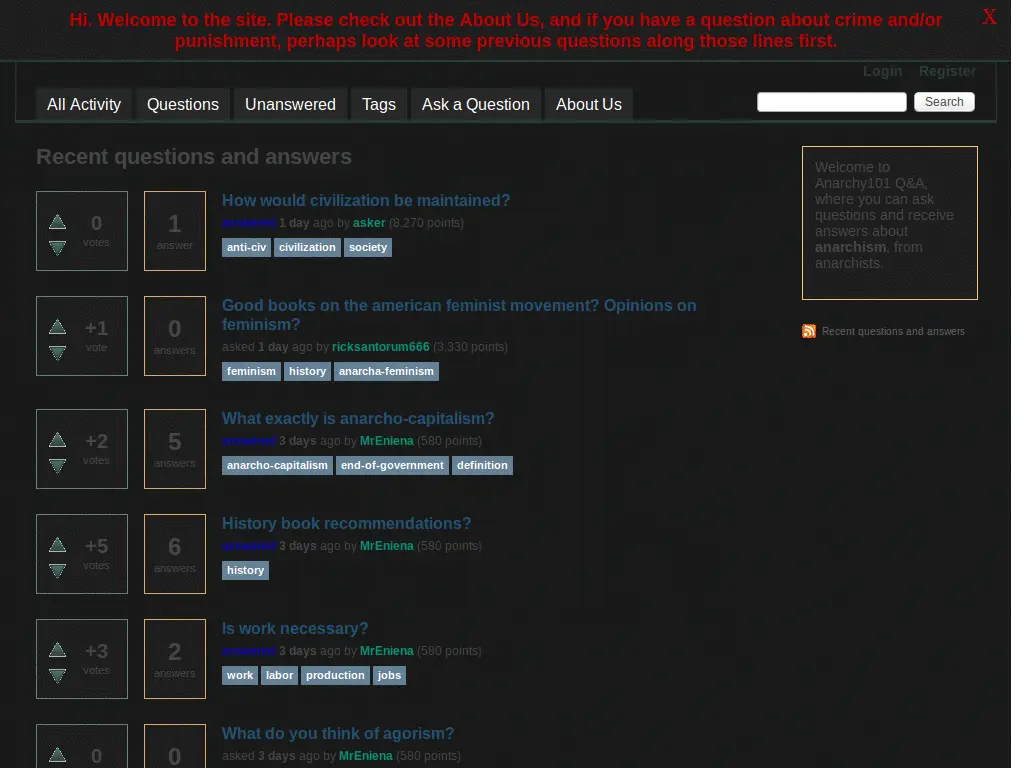 Hi. Welcome to the site. Please check out the About Us, and if you have a question about crime and/or
punishment, perhaps look at some previous questions along those lines first.
X
Login Register
All Activity Questions Unanswered Tags Ask a Question About Us
Search
Recent questions and answers
0
votes
1
answer
How would civilization be maintained?
answered 1 day ago by asker (8,270 points)
anti-civ civilization society
+1
vote
0
answers
Good books on the american feminist movement? Opinions on
feminism?
asked 1 day ago by ricksantorum666 (3,330 points)
feminism history anarcha-feminism
+2
votes
5
answers
What exactly is anarcho-capitalism?
answered 3 days ago by MrEniena (580 points)
anarcho-capitalism end-of-government definition
+5
votes
6
answers
History book recommendations?
answered 3 days ago by MrEniena (580 points)
history
+3
votes
2
answers
Is work necessary?
answered 3 days ago by MrEniena (580 points)
work labor production jobs
0
0
What do you think of agorism?
asked 3 days ago by MrEniena (580 points)
Welcome to
Anarchy101 Q&A,
where you can ask
questions and receive
answers about
anarchism, from
anarchists.
Recent questions and answers